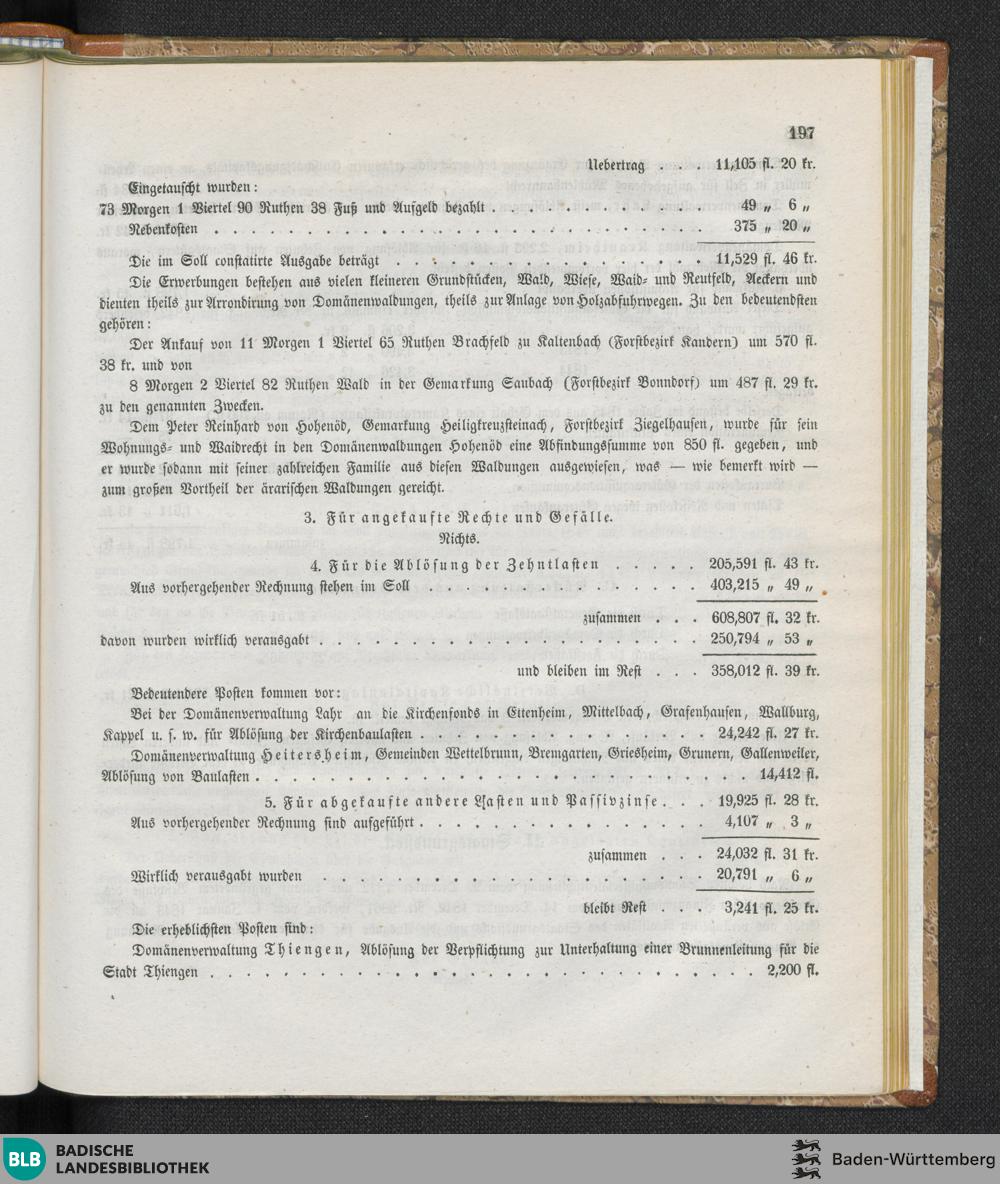 197
Uebertrag . . . 11,105 fl. 20 kr.
Eingetauscht wurden:
73 Morgen 1 Viertel 90 Ruthen 38 Fuß und Aufgeld bezahlt . . . . . . . . . . 49 „ 6 „
Nebenkosten . . . . . . . . . . . . . . . . . . . . . 375 „ 20 „
Die im Soll constatirte Ausgabe beträgt . . . . . . . . . . . . . . 11,529 fl. 46 kr.
Die Erwerbungen bestehen aus vielen kleineren Grundstücken, Wald, Wiese, Waid- und Reutfeld, Aeckern und
dienten theils zur Arrondirung von Domänenwaldungen, theils zur Anlage von Holzabfuhrwegen. Zu den bedeutendsten
gehören:
Der Ankauf von 11 Morgen 1 Viertel 65 Ruthen Brachfeld zu Kaltenbach (Forstbezirk Kandern) um 570 fl.
38 kr. und von
8 Morgen 2 Viertel 82 Ruthen Wald in der Gemarkung Saubach (Forstbezirk Bonndorf) um 487 fl. 29 kr.
zu den genannten Zwecken.
Dem Peter Reinhard von Hohenöd, Gemarkung Heiligkreuzsteinach, Forstbezirk Ziegelhausen, wurde für sein
Wohnungs- und Waidrecht in den Domänenwaldungen Hohenöd eine Abfindungssumme von 850 fl. gegeben, und
er wurde sodann mit seiner zahlreichen Familie aus diesen Waldungen ausgewiesen, was — wie bemerkt wird —
zum großen Vortheil der ärarischen Waldungen gereicht.
3. Für angekaufte Rechte und Gefälle.
Nichts.
4. Für die Ablösung der Zehntlasten . . . . . 205,591 fl. 43 kr.
Aus vorhergehender Rechnung stehen im Soll . . . . . . . . . . . . 403,215 „ 49 „
zusammen . . . 608,807 fl. 32 kr.
davon wurden wirklich verausgabt . . . . . . . . . . . . . . . . . 250,794 „ 53 „
und bleiben im Rest . . . 358,012 fl. 39 kr.
Bedeutendere Posten kommen vor:
Bei der Domänenverwaltung Lahr an die Kirchenfonds in Ettenheim, Mittelbach, Grafenhausen, Wallburg,
Kappel u. s. w. für Ablösung der Kirchenbaulasten . . . . . . . . . . . . . 24,242 fl. 27 kr.
Domänenverwaltung Heitersheim, Gemeinden Wettelbrunn, Bremgarten, Griesheim, Grunern, Gallenweiler,
Ablösung von Baulasten . . . . . . . . . . . . . . . . . . . . . . 14,412 fl.
5. Für abgekaufte andere Lasten und Passivzinse . . . 19,925 fl. 28 kr.
Aus vorhergehender Rechnung sind aufgeführt . . . . . . . . . . . . 4,107 „ 3 „
zusammen . . . 24,032 fl. 31 kr.
Wirklich verausgabt wurden . . . . . . . . . . . . . . . . 20,791 „ 6 „
bleibt Rest . . . 3,241 fl. 25 kr.
Die erheblichsten Posten sind:
Domänenverwaltung Thiengen, Ablösung der Verpflichtung zur Unterhaltung einer Brunnenleitung für die
Stadt Thiengen . . . . . . . . . . . . . . . . . . . . . . . . 2,200 fl.
BLB BADISCHE
LANDESBIBLIOTHEK
Baden-Württemberg